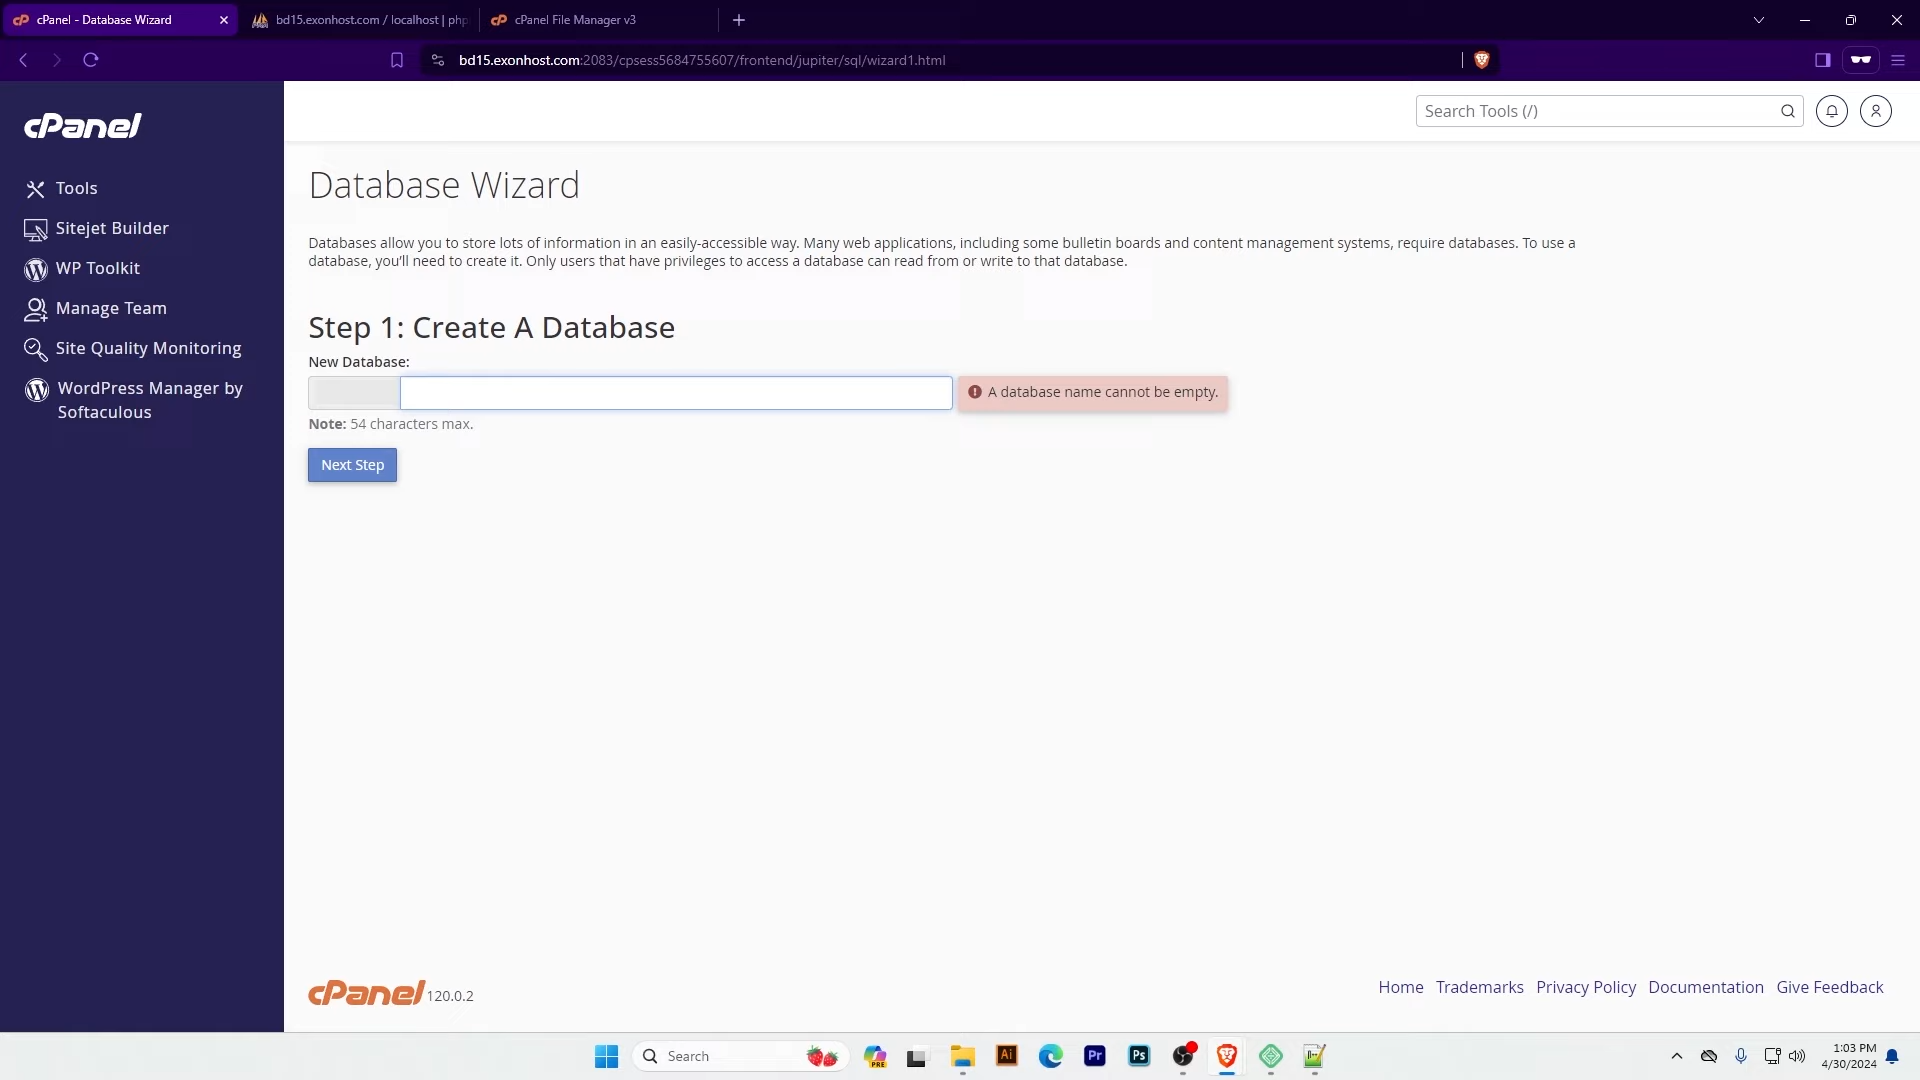 cPanel - Database Wizard
bd15.exonhost.com / localhost | php
cPanel File Manager v3
bd15.exonhost.com:2083/cpsess5684755607/frontend/jupiter/sql/wizard1.html
cPanel
Search Tools (/)
Tools
Sitejet Builder
WP Toolkit
Manage Team
Site Quality Monitoring
WordPress Manager by
Softaculous
Database Wizard
Databases allow you to store lots of information in an easily-accessible way. Many web applications, including some bulletin boards and content management systems, require databases. To use a
database, you’ll need to create it. Only users that have privileges to access a database can read from or write to that database.
Step 1: Create A Database
New Database:
A database name cannot be empty.
Note: 54 characters max.
Next Step
cPanel 120.0.2
Home Trademarks Privacy Policy Documentation Give Feedback
Search
PRE
Ai
Pr
Ps
1:03 PM
4/30/2024